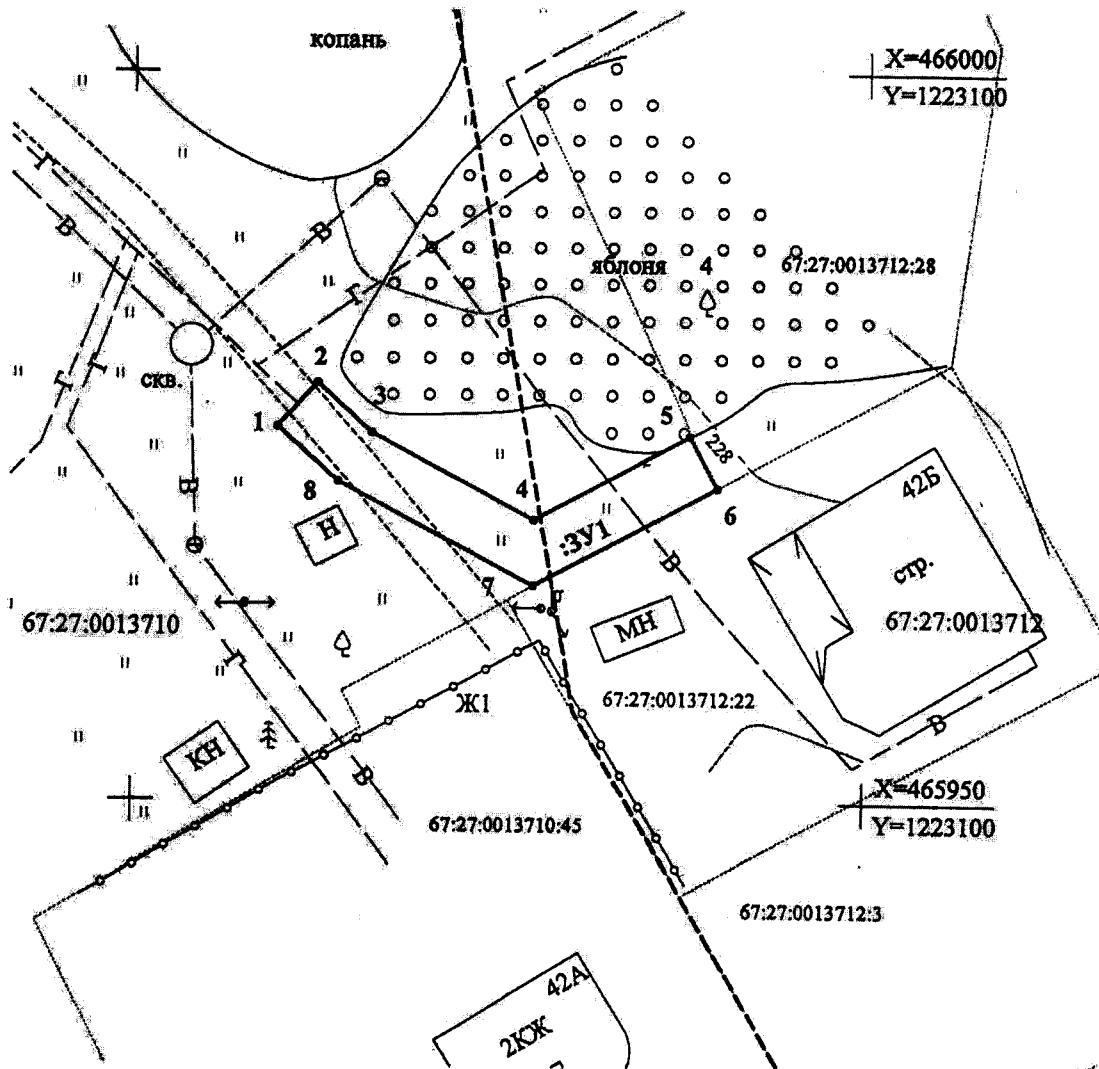 копань
X=466000
Y=1223100
Г
В
В
Г
яблоня
4
67:27:0013712:28
2
скв.
3
1
5
228
4
8
6
42Б
Г
Г
В
Н
:ЗУ1
В
стр.
7
МН
67:27:0013710
67:27:0013712
Г
67:27:0013712:22
Ж1
КН
В
В
X=465950
Y=1223100
67:27:0013710:45
67:27:0013712:3
42А
2КЖ